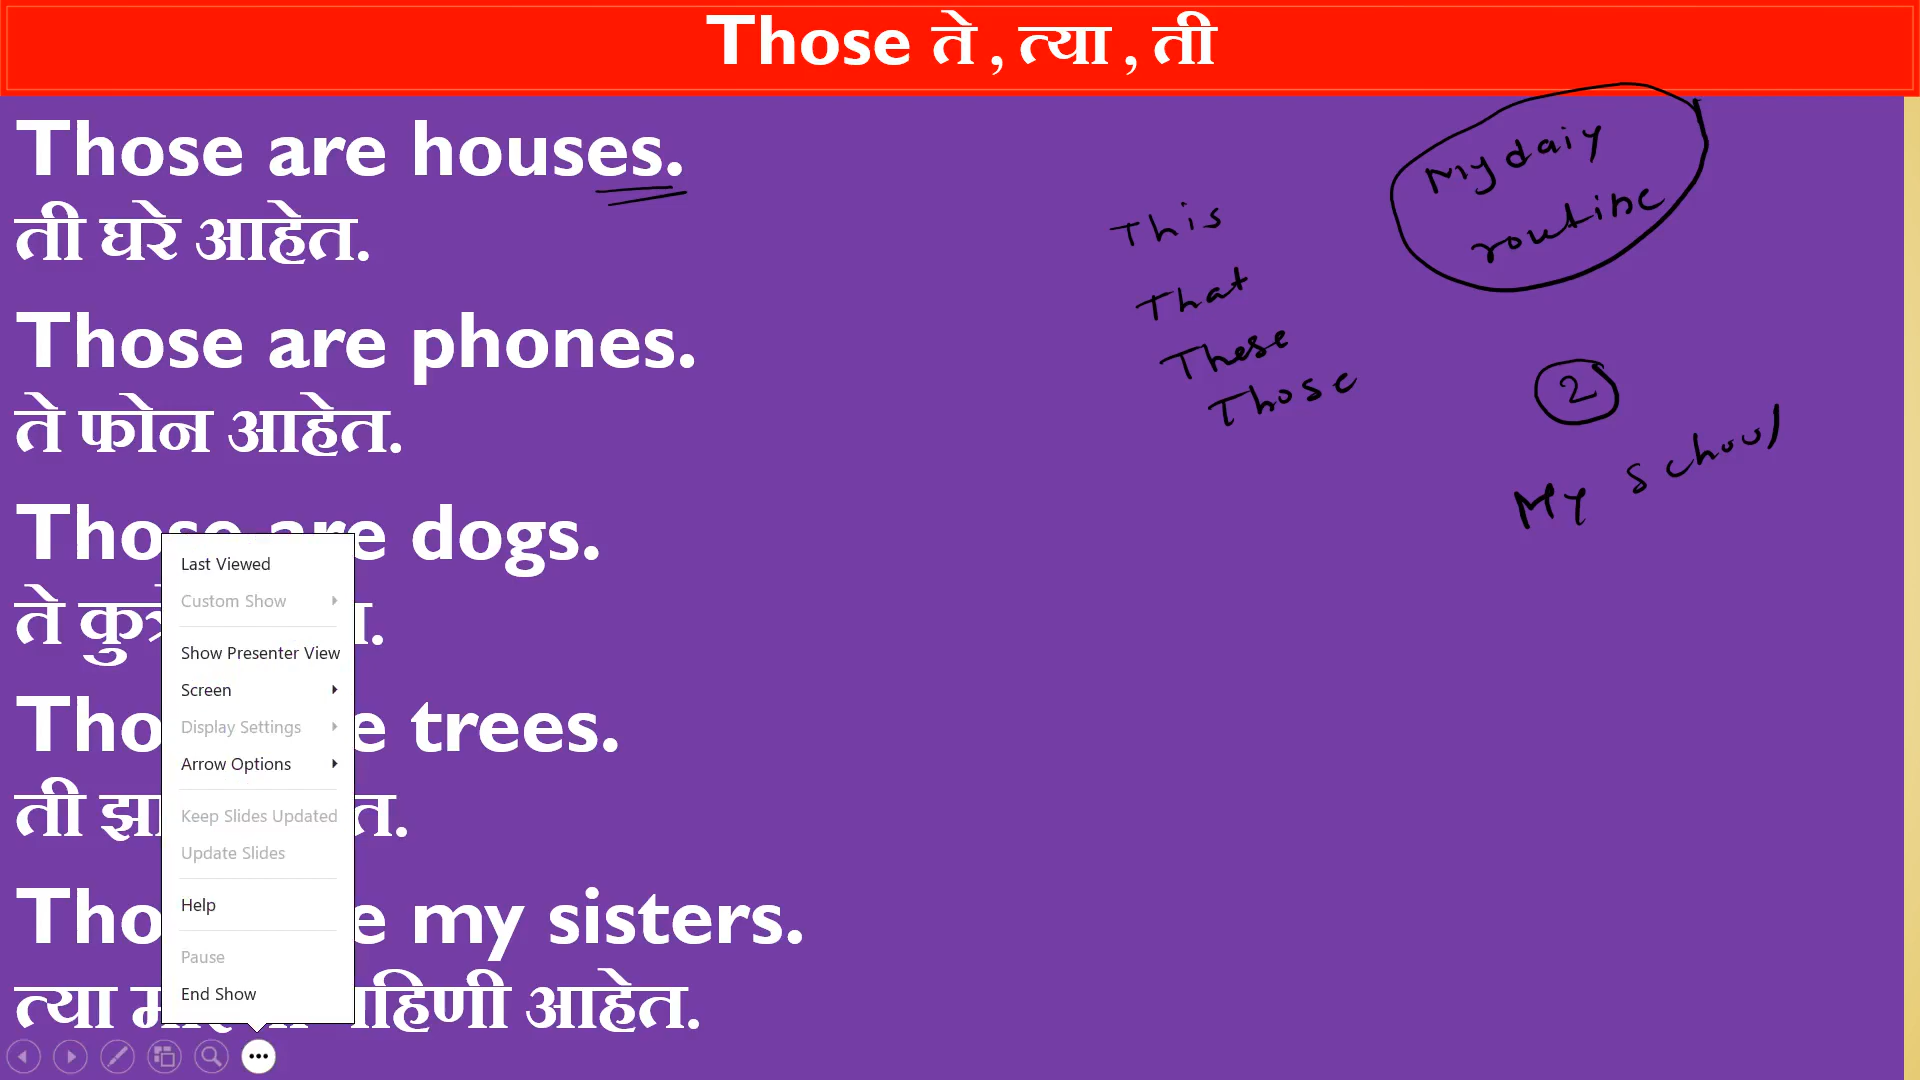 Those ते , त्या , ती
Those are houses.
ती घरे आहेत.
Those are phones.
ते फोन आहेत.
Those are dogs.
ते
Tho e trees.
ती त.
Tho e my sisters.
त्या हिणी आहेत.
Last Viewed
Custom Show
Show Presenter View
Screen
Display Settings
Arrow Options
Keep Slides Updated
Update Slides
Help
Pause
End Show
This
That
These
Those
My daiy
routine
2
My school